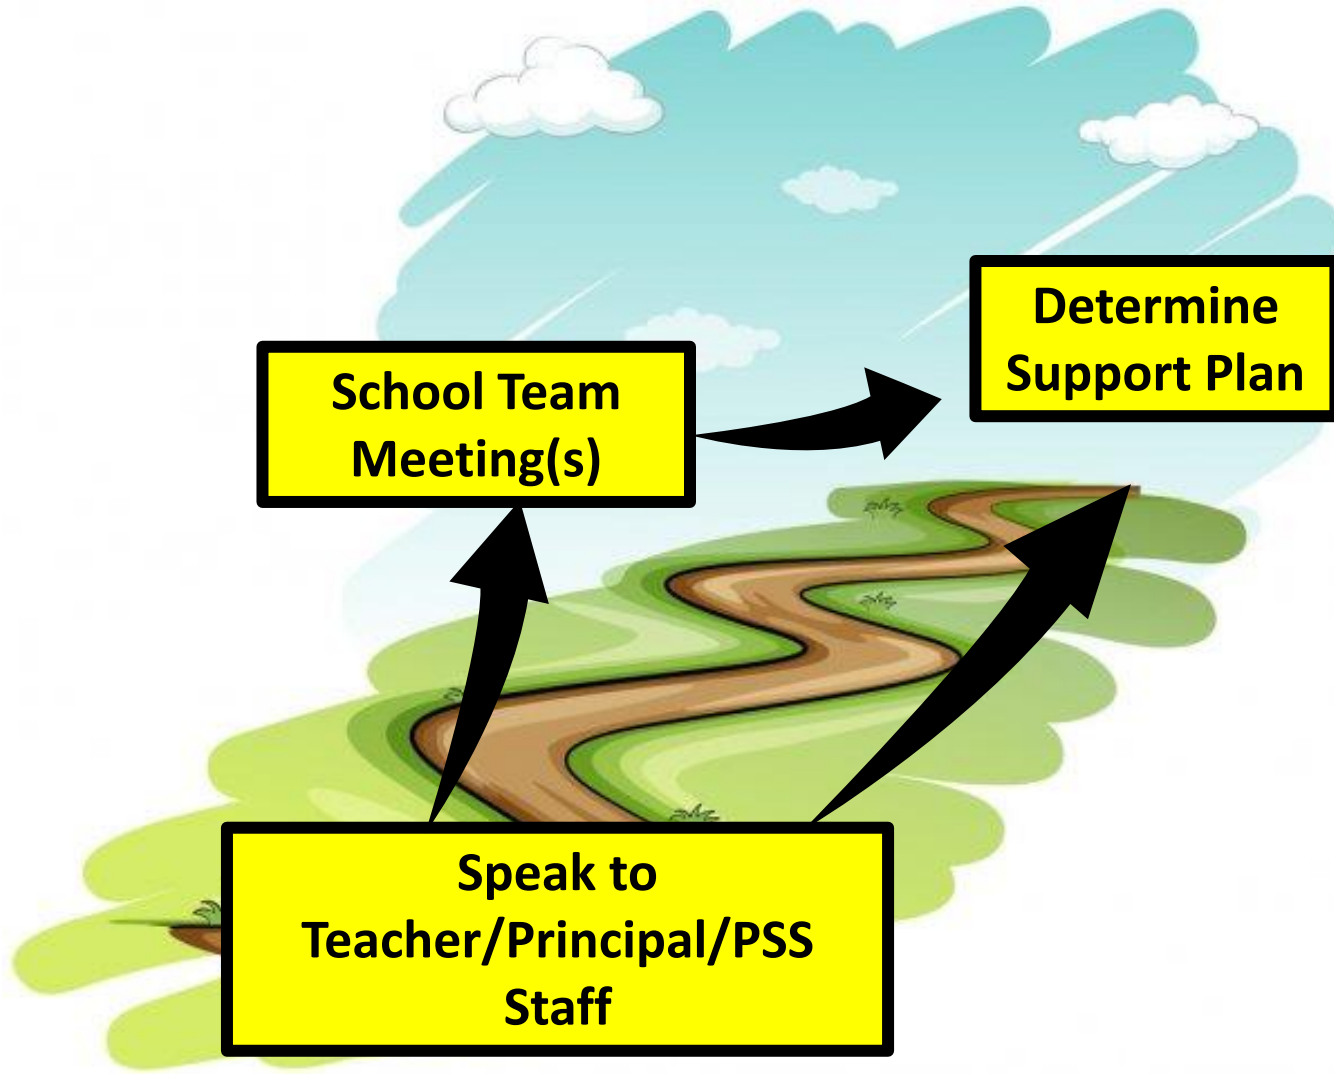 Determine
Support Plan
School Team
Meeting(s)
Speak to
Teacher/Principal/PSS
Staff